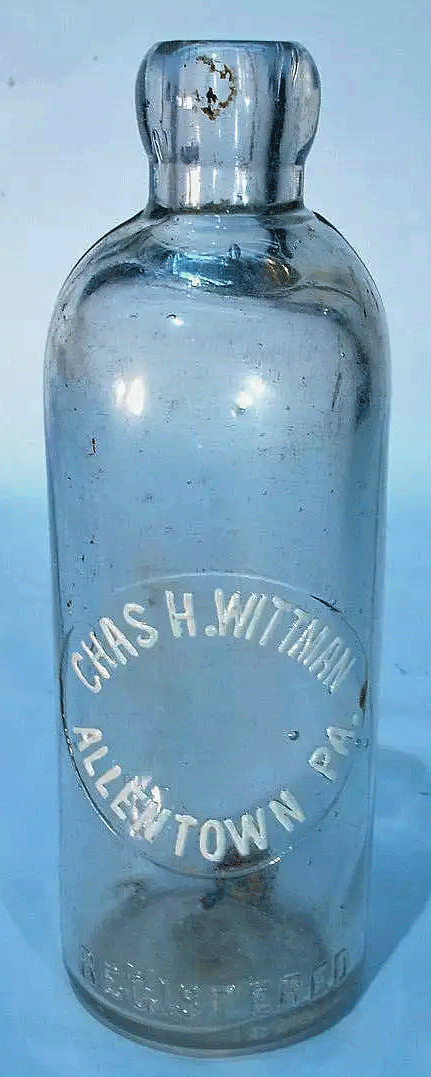 CHAS H. WITTMAN
ALLENTOWN PA.
REGISTERED